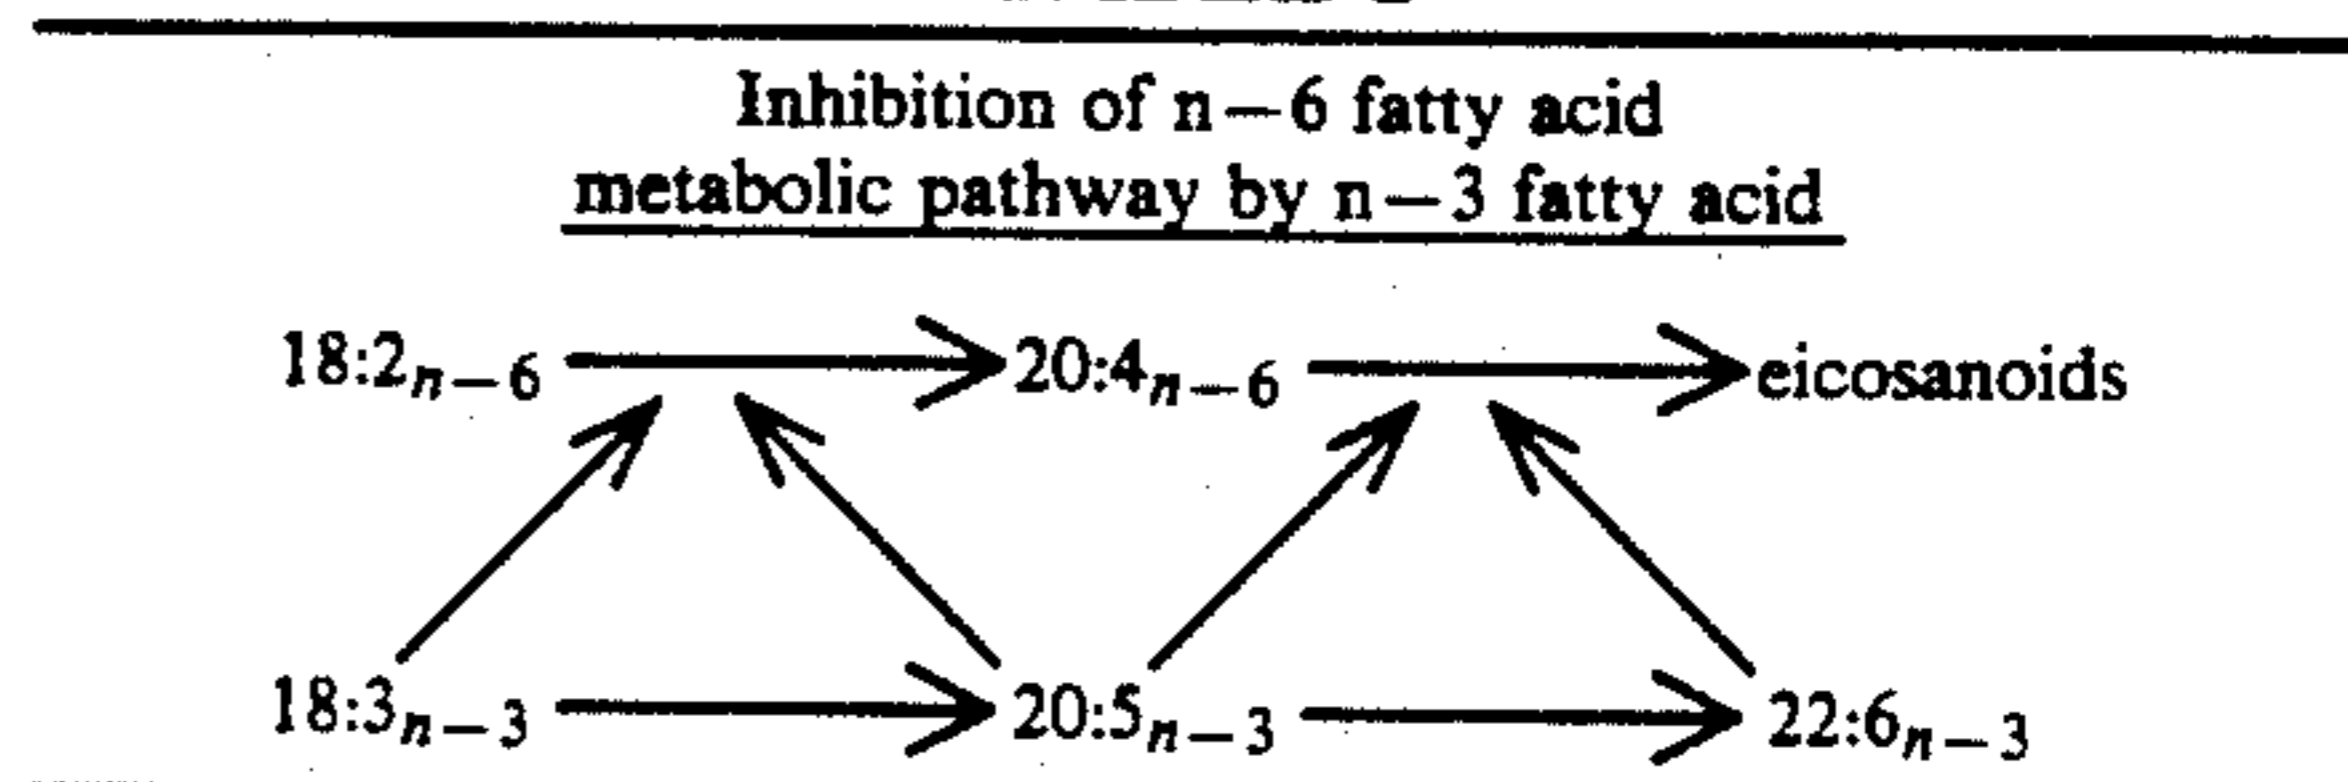 Inhibition of n−6 fatty acid
metabolic pathway by n−3 fatty acid
18:2n−6 20:4n−6 eicosanoids
18:3n−3 20:5n−3 22:6n−3